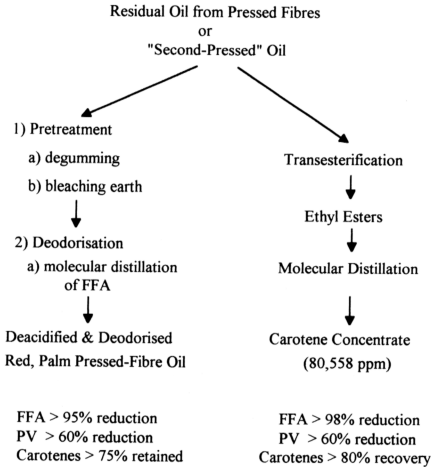 Residual Oil from Pressed Fibres
or
"Second-Pressed" Oil
1) Pretreatment
a) degumming
b) bleaching earth
2) Deodorisation
a) molecular distillation
of FFA
Deacidified & Deodorised
Red, Palm Pressed-Fibre Oil
FFA > 95% reduction
PV > 60% reduction
Carotenes > 75% retained
Transesterification
Ethyl Esters
Molecular Distillation
Carotene Concentrate
(80,558 ppm)
FFA > 98% reduction
PV > 60% reduction
Carotenes > 80% recovery